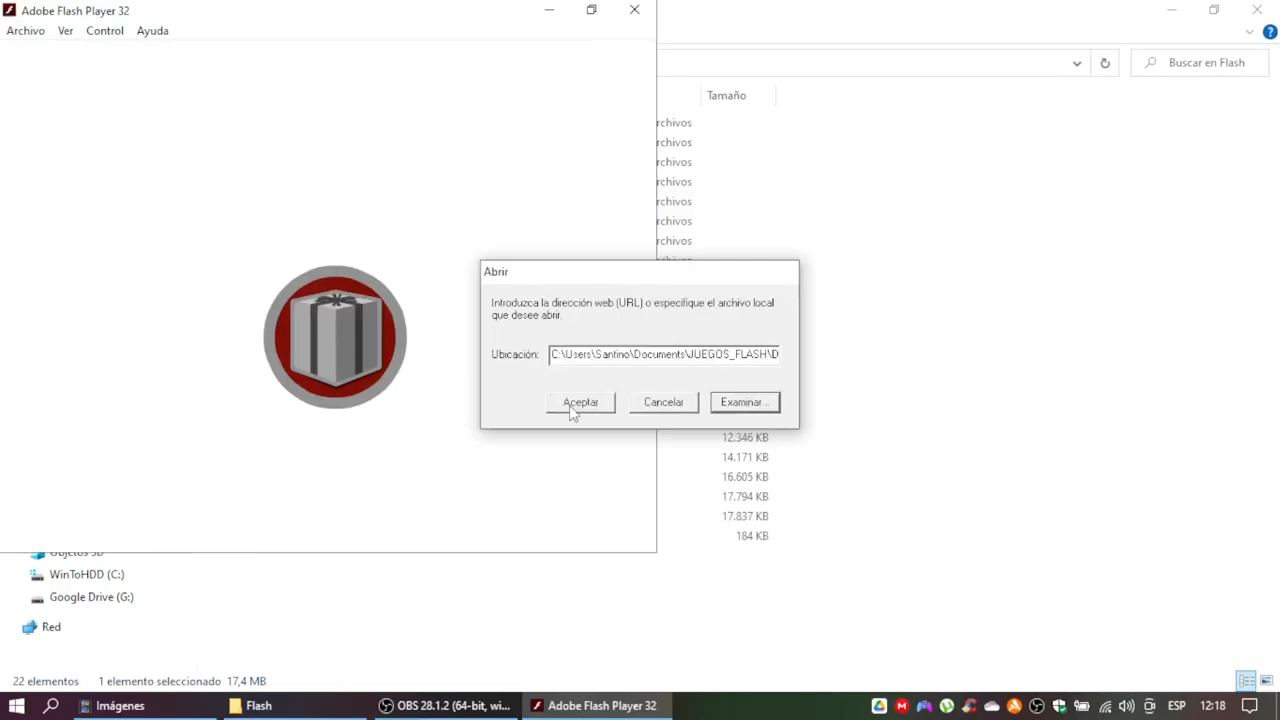 Adobe Flash Player 32
Archivo Ver Control Ayuda
Buscar en Flash
Tamaño
rchivos
rchivos
rchivos
rchivos
rchivos
rchivos
rchivos
Abrir
Introduzca la dirección web (URL) o especifique el archivo local
que desee abrir.
Ubicación: C:\Users\Santino\Documents\JUEGOS_FLASH\D
Aceptar Cancelar Examinar...
12.346 KB
14.171 KB
16.605 KB
17.794 KB
17.837 KB
184 KB
Objetos 3D
WinToHDD (C:)
Google Drive (G:)
Red
22 elementos 1 elemento seleccionado 17,4 MB
Imágenes Flash OBS 28.1.2 (64-bit, wi... Adobe Flash Player 32 ESP 12:18